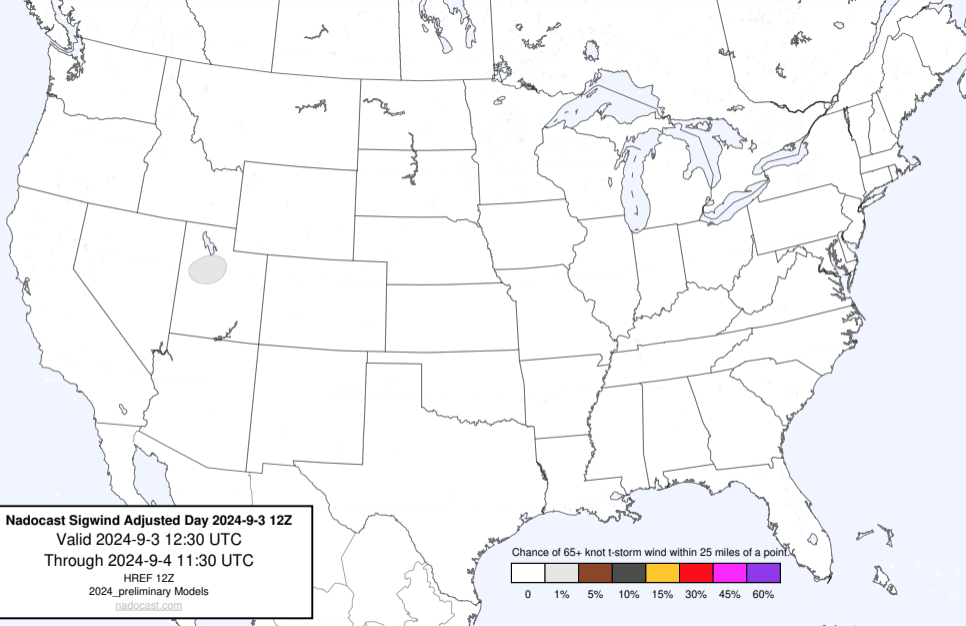 Nadocast Sigwind Adjusted Day 2024-9-3 12Z
Valid 2024-9-3 12:30 UTC
Through 2024-9-4 11:30 UTC
HREF 12Z
2024_preliminary Models
nadocast.com
Chance of 65+ knot t-storm wind within 25 miles of a point.
0 1% 5% 10% 15% 30% 45% 60%